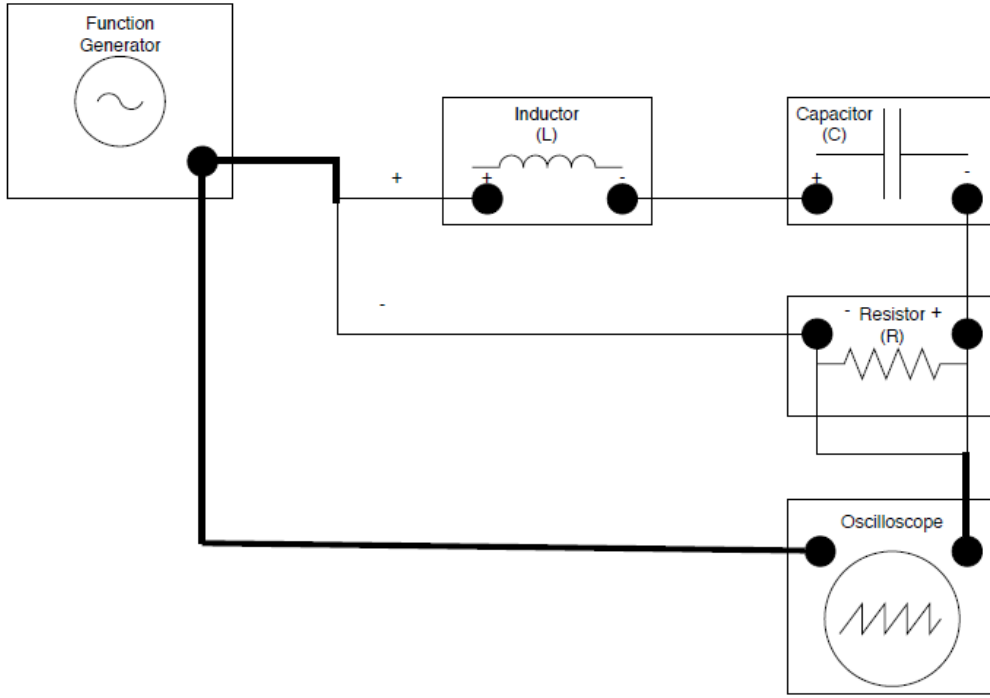 Function
Generator
Inductor
(L)
Capacitor
(C)
+
+
-
+
-
-
- Resistor +
(R)
Oscilloscope